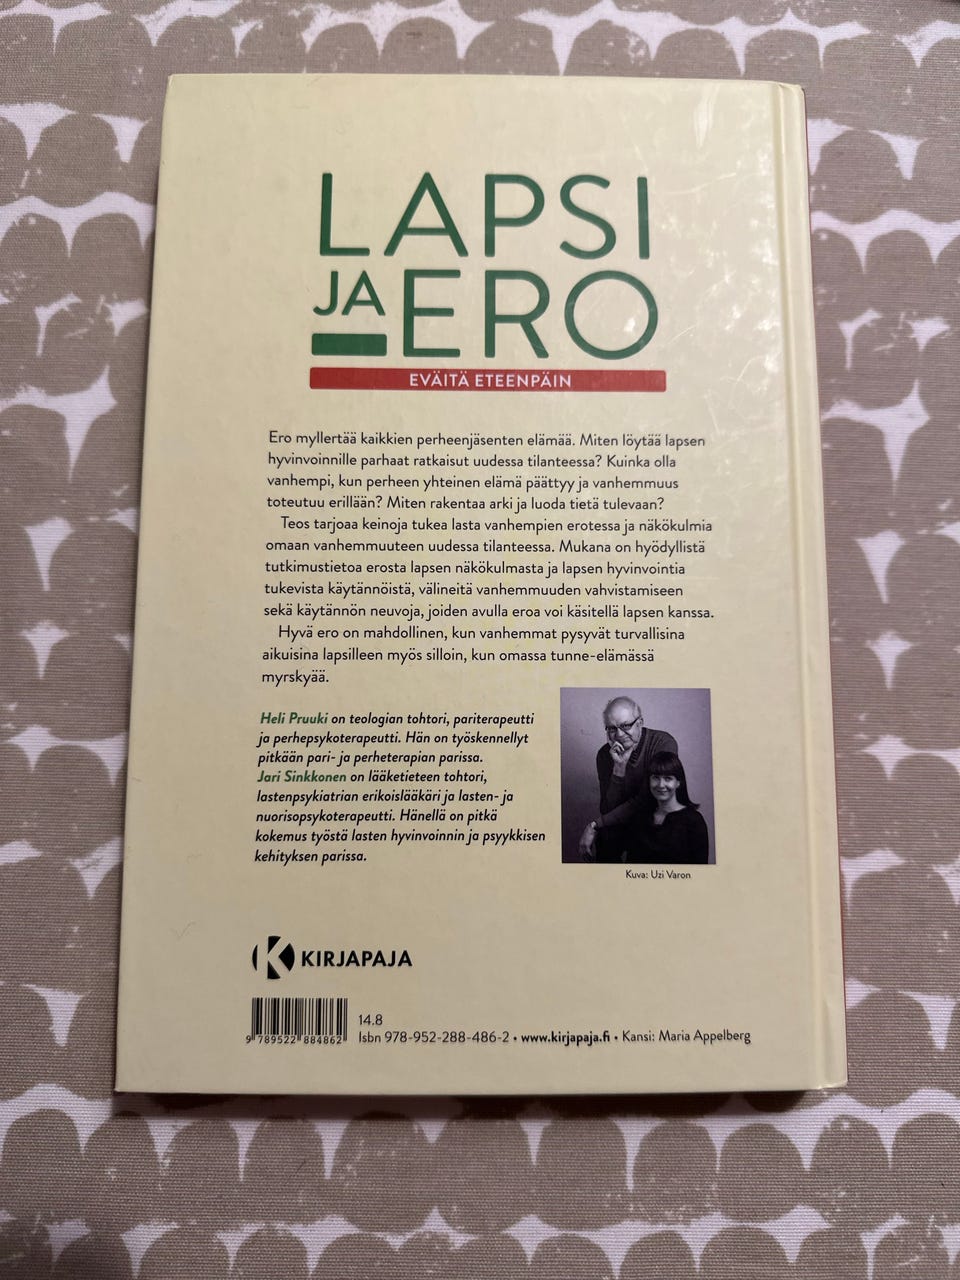 LAPSI
JA ERO
EVÄITÄ ETEENPÄIN
Ero myllertää kaikkien perheenjäsenten elämää. Miten löytää lapsen
hyvinvoinnille parhaat ratkaisut uudessa tilanteessa? Kuinka olla
vanhempi, kun perheen yhteinen elämä päättyy ja vanhemmuus
toteutuu erillään? Miten rakentaa arki ja luoda tietä tulevaan?
Teos tarjoaa keinoja tukea lasta vanhempien erotessa ja näkökulmia
omaan vanhemmuuteen uudessa tilanteessa. Mukana on hyödyllistä
tutkimustietoa erosta lapsen näkökulmasta ja lapsen hyvinvointia
tukevista käytännöistä, välineitä vanhemmuuden vahvistamiseen
sekä käytännön neuvoja, joiden avulla eroa voi käsitellä lapsen kanssa.
Hyvä ero on mahdollinen, kun vanhemmat pysyvät turvallisina
aikuisina lapsilleen myös silloin, kun omassa tunne-elämässä
myrskyää.
Heli Pruuki on teologian tohtori, pariterapeutti
ja perhepsykoterapeutti. Hän on työskennellyt
pitkään pari- ja perheterapian parissa.
Jari Sinkkonen on lääketieteen tohtori,
lastenpsykiatrian erikoislääkäri ja lasten- ja
nuorisopsykoterapeutti. Hänellä on pitkä
kokemus työstä lasten hyvinvoinnin ja psyykkisen
kehityksen parissa.
Kuva: Uzi Varon
K KIRJAPAJA
9 789522 884862
14.8
Isbn 978-952-288-486-2 • www.kirjapaja.fi • Kansi: Maria Appelberg